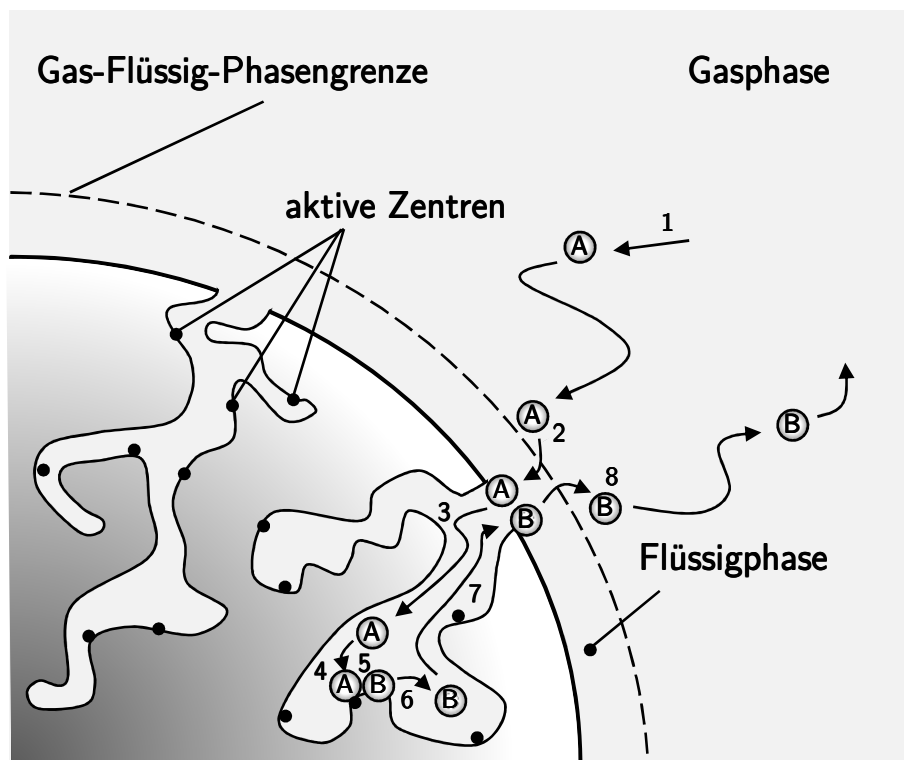 Gas-Flüssig-Phasengrenze
Gasphase
aktive Zentren
1
A
A
2
B
A
8
3
B
B
Flüssigphase
7
A
4
5
A
B
6
B